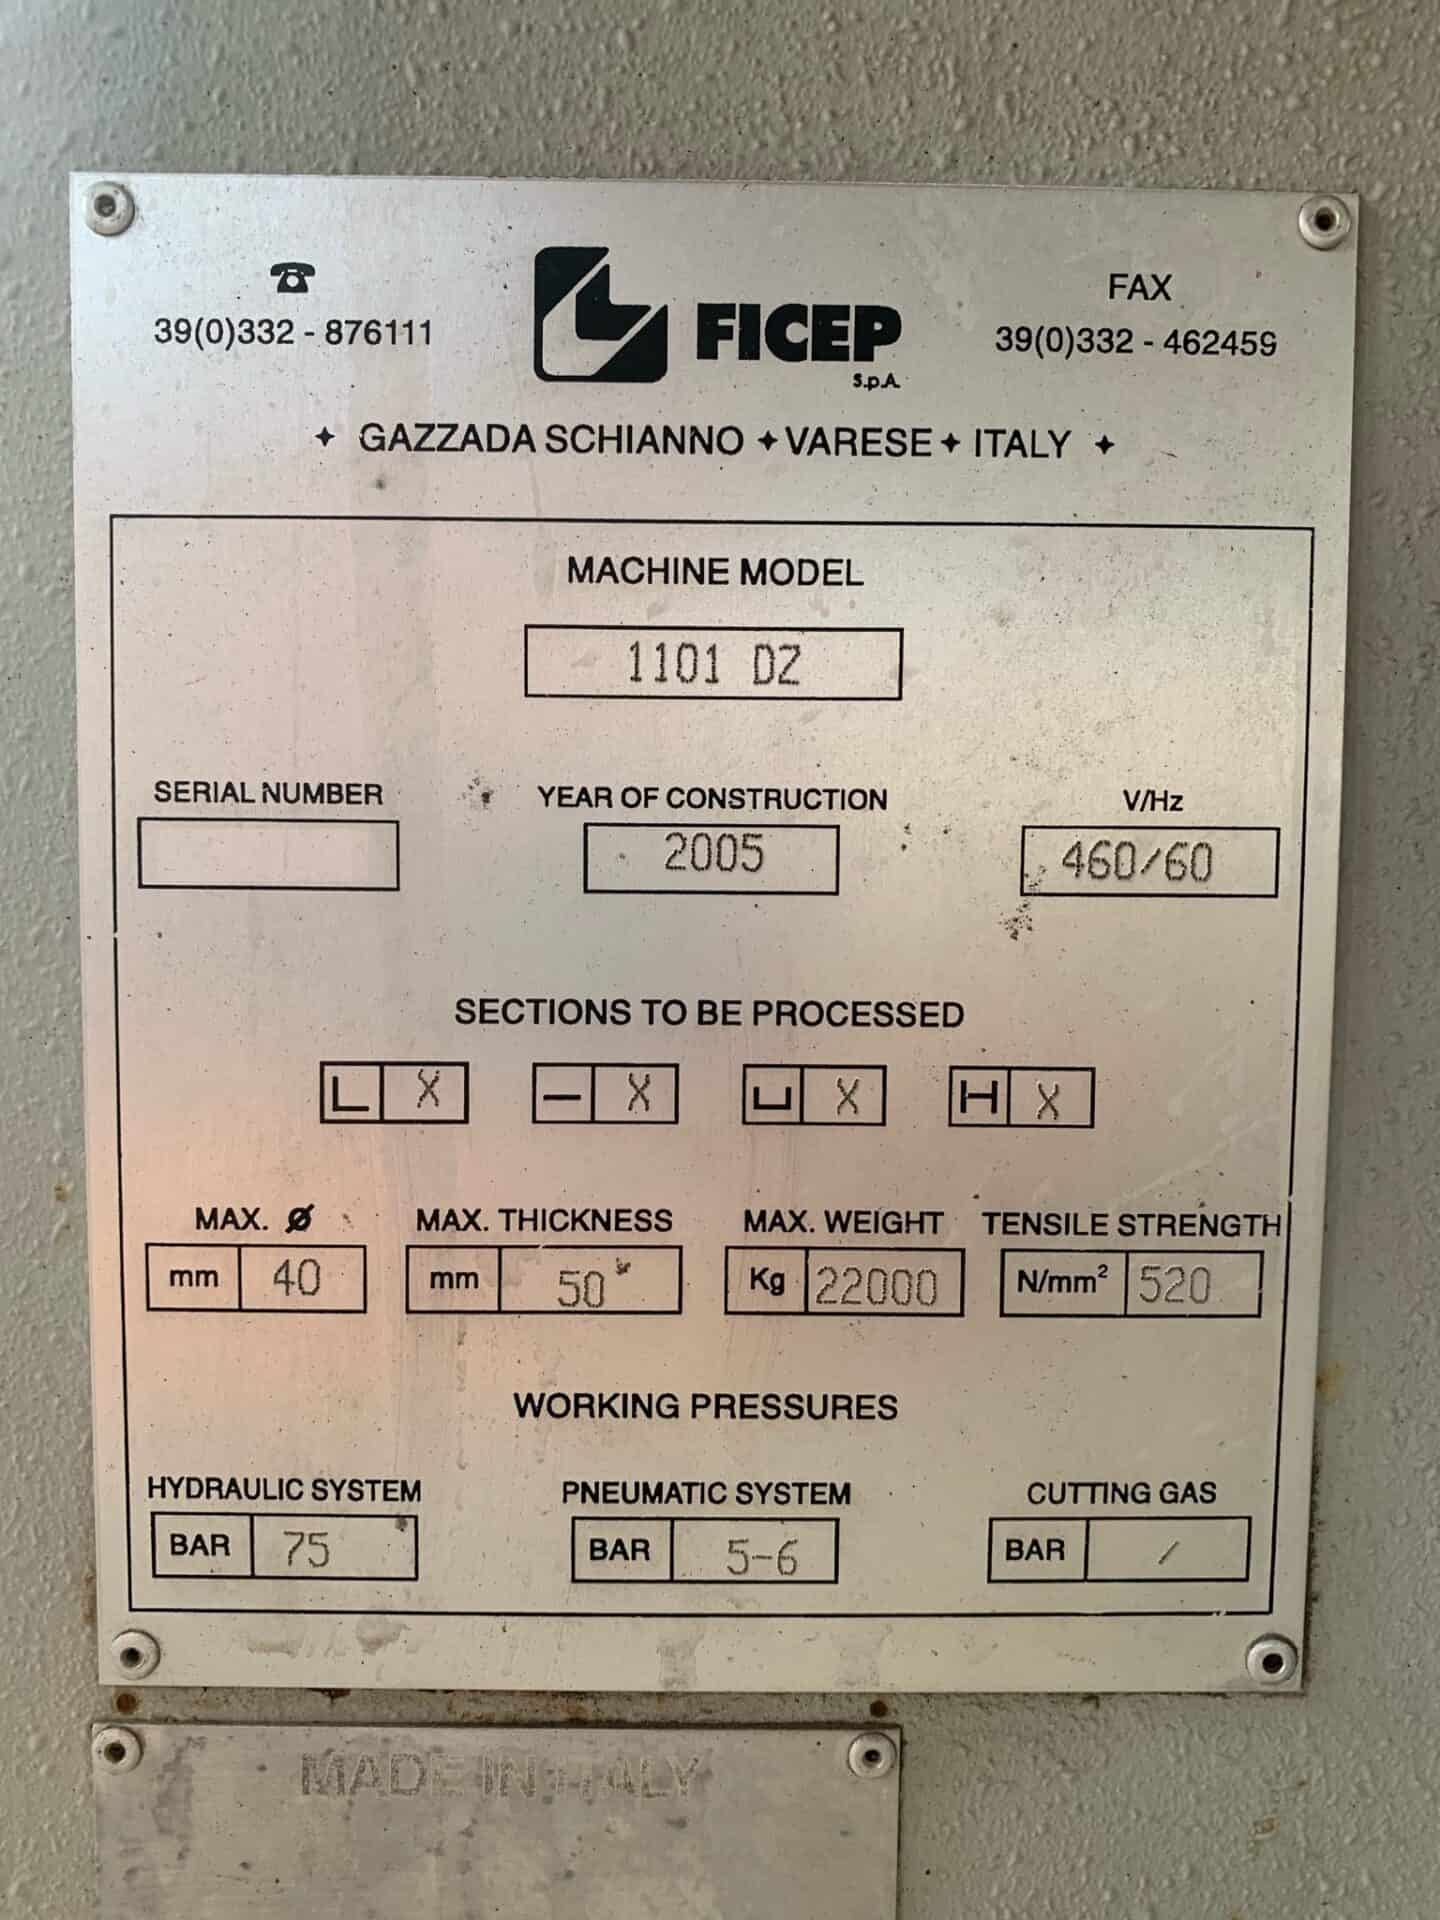 39(0)332 - 876111
FICEP
S.p.A.
FAX
39(0)332 - 462459
GAZZADA SCHIANNO ✦ VARESE ✦ ITALY
MACHINE MODEL
1101 DZ
SERIAL NUMBER
YEAR OF CONSTRUCTION
2005
V/Hz
460/60
SECTIONS TO BE PROCESSED
X X X X
MAX. Ø
mm 40
MAX. THICKNESS
mm 50
MAX. WEIGHT
Kg 22000
TENSILE STRENGTH
N/mm² 520
WORKING PRESSURES
HYDRAULIC SYSTEM
BAR 75
PNEUMATIC SYSTEM
BAR 5-6
CUTTING GAS
BAR /
MADE IN ITALY